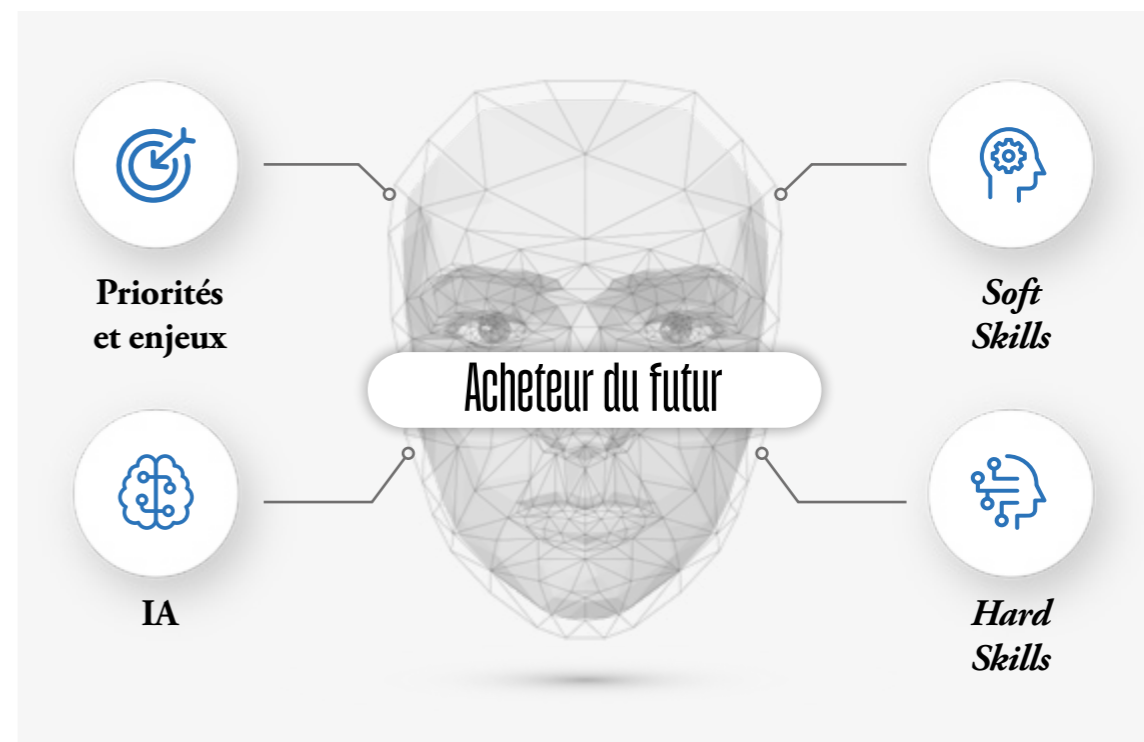 Priorités
et enjeux
Soft
Skills
Acheteur du futur
IA
Hard
Skills